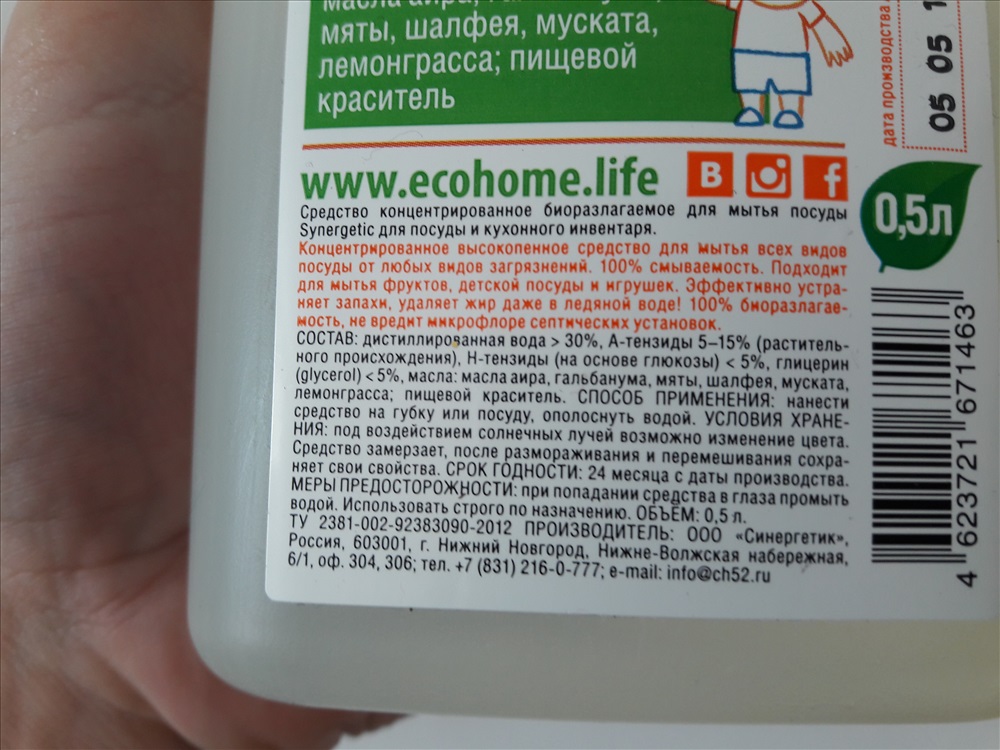 масла аира,
мяты, шалфея, муската,
лемонграсса; пищевой
краситель
дата производства
05 05 1
www.ecohome.life
В
f
0,5л
Средство концентрированное биоразлагаемое для мытья посуды
Synergetic для посуды и кухонного инвентаря.
Концентрированное высокопенное средство для мытья всех видов
посуды от любых видов загрязнений. 100% смываемость. Подходит
для мытья фруктов, детской посуды и игрушек. Эффективно устра-
няет запахи, удаляет жир даже в ледяной воде! 100% биоразлагае-
мость, не вредит микрофлоре септических установок.
СОСТАВ: дистиллированная вода > 30%, А-тензиды 5–15% (раститель-
ного происхождения), Н-тензиды (на основе глюкозы) < 5%, глицерин
(glycerol) < 5%, масла: масла аира, гальбанума, мяты, шалфея, муската,
лемонграсса; пищевой краситель. СПОСОБ ПРИМЕНЕНИЯ: нанести
средство на губку или посуду, ополоснуть водой. УСЛОВИЯ ХРАНЕ-
НИЯ: под воздействием солнечных лучей возможно изменение цвета.
Средство замерзает, после размораживания и перемешивания сохра-
няет свои свойства. СРОК ГОДНОСТИ: 24 месяца с даты производства.
МЕРЫ ПРЕДОСТОРОЖНОСТИ: при попадании средства в глаза промыть
водой. Использовать строго по назначению. ОБЪЁМ: 0,5 л.
ТУ 2381-002-92383090-2012 ПРОИЗВОДИТЕЛЬ: ООО «Синергетик»,
Россия, 603001, г. Нижний Новгород, Нижне-Волжская набережная,
6/1, оф. 304, 306; тел. +7 (831) 216-0-777; e-mail: info@ch52.ru
4 623721 671463